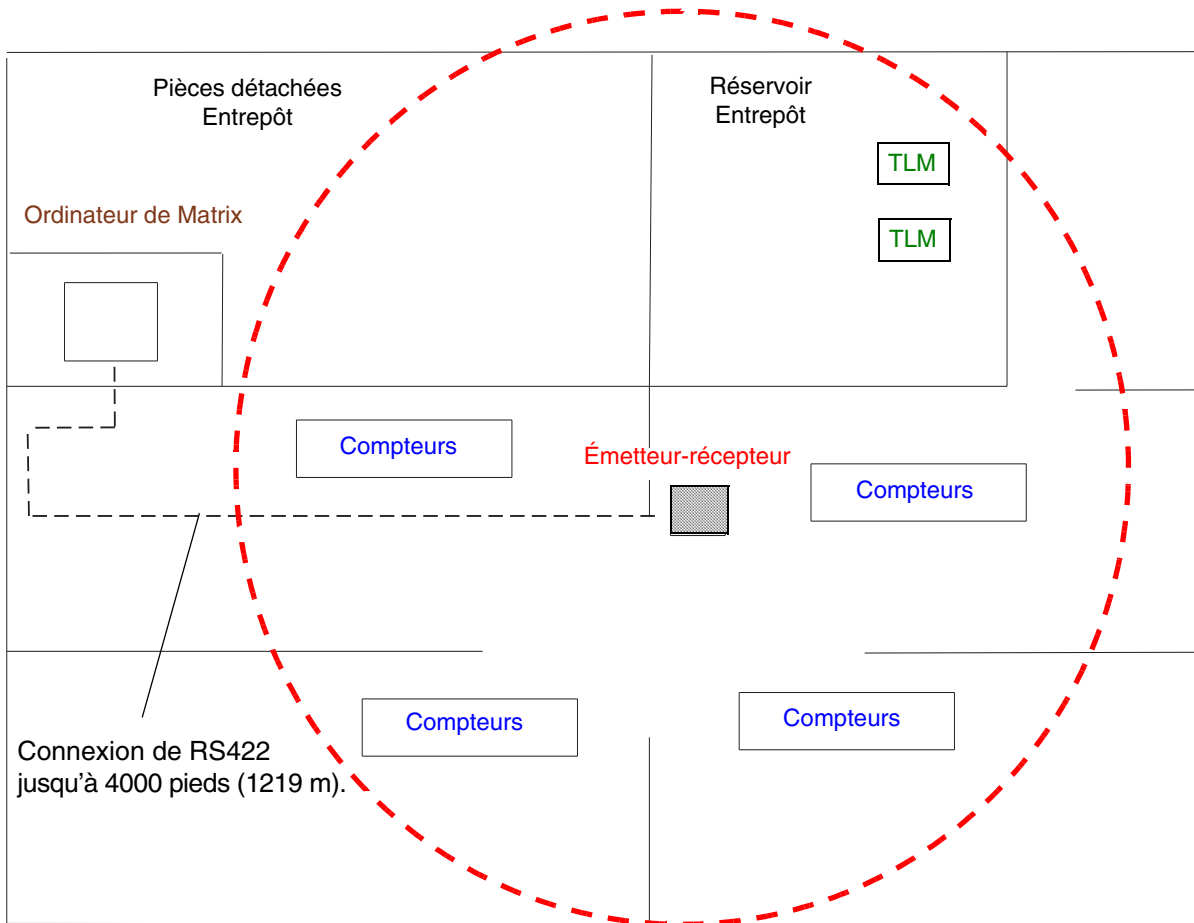 Pièces détachées
Entrepôt
Réservoir
Entrepôt
TLM
Ordinateur de Matrix
TLM
Compteurs
Émetteur-récepteur
Compteurs
Compteurs
Compteurs
Connexion de RS422
jusqu'à 4000 pieds (1219 m).